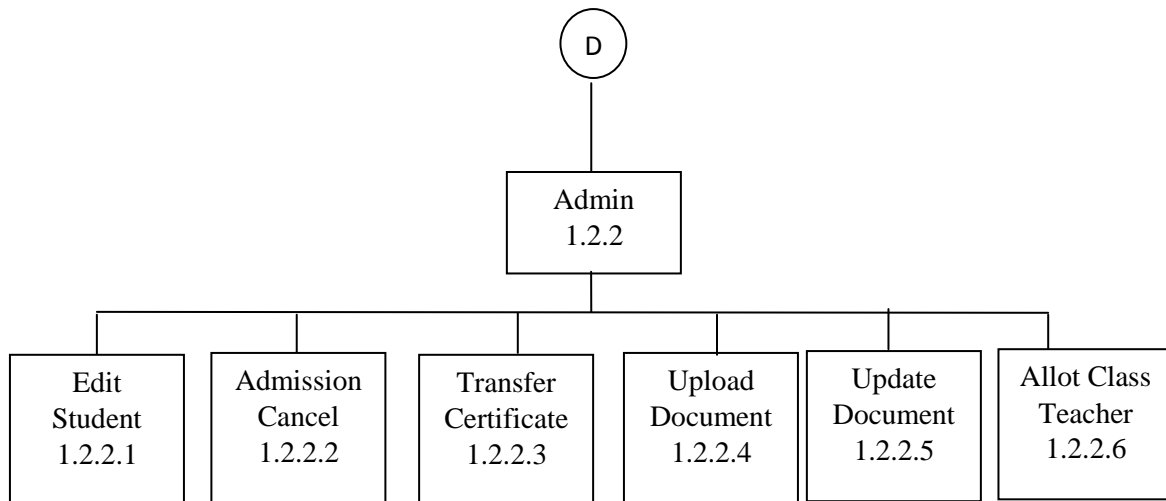 D
Admin
1.2.2
Edit
Student
1.2.2.1
Admission
Cancel
1.2.2.2
Transfer
Certificate
1.2.2.3
Upload
Document
1.2.2.4
Update
Document
1.2.2.5
Allot Class
Teacher
1.2.2.6